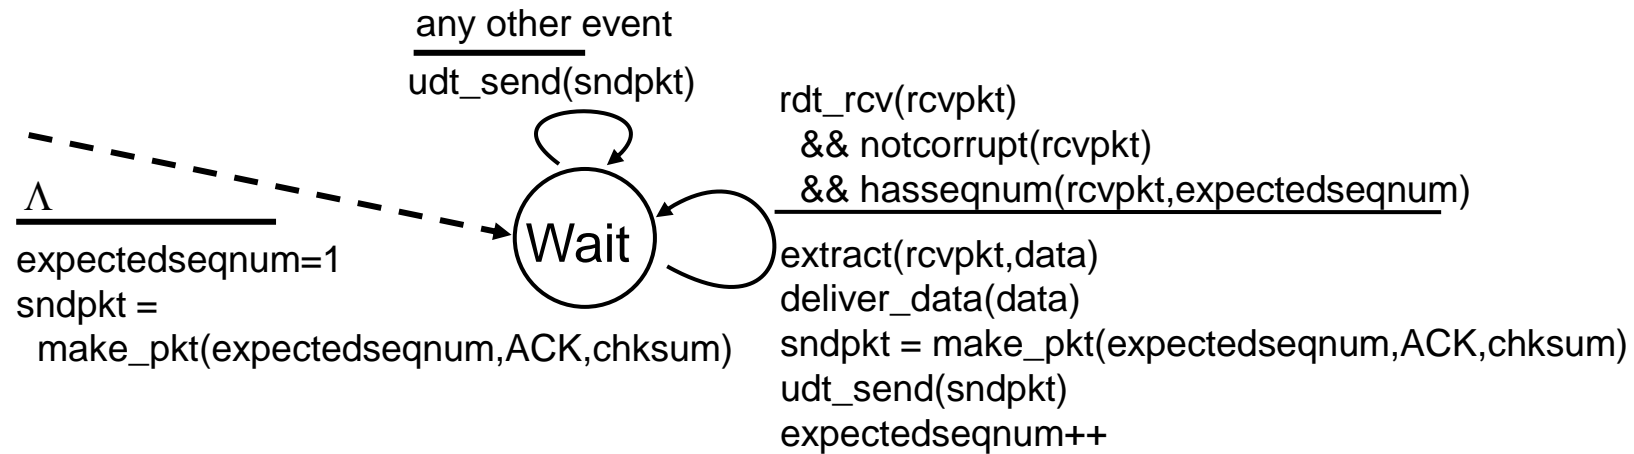 any other event
udt_send(sndpkt)
Λ
expectedseqnum=1
sndpkt =
make_pkt(expectedseqnum,ACK,chksum)
Wait
rdt_rcv(rcvpkt)
&& notcorrupt(rcvpkt)
&& hasseqnum(rcvpkt,expectedseqnum)
extract(rcvpkt,data)
deliver_data(data)
sndpkt = make_pkt(expectedseqnum,ACK,chksum)
udt_send(sndpkt)
expectedseqnum++